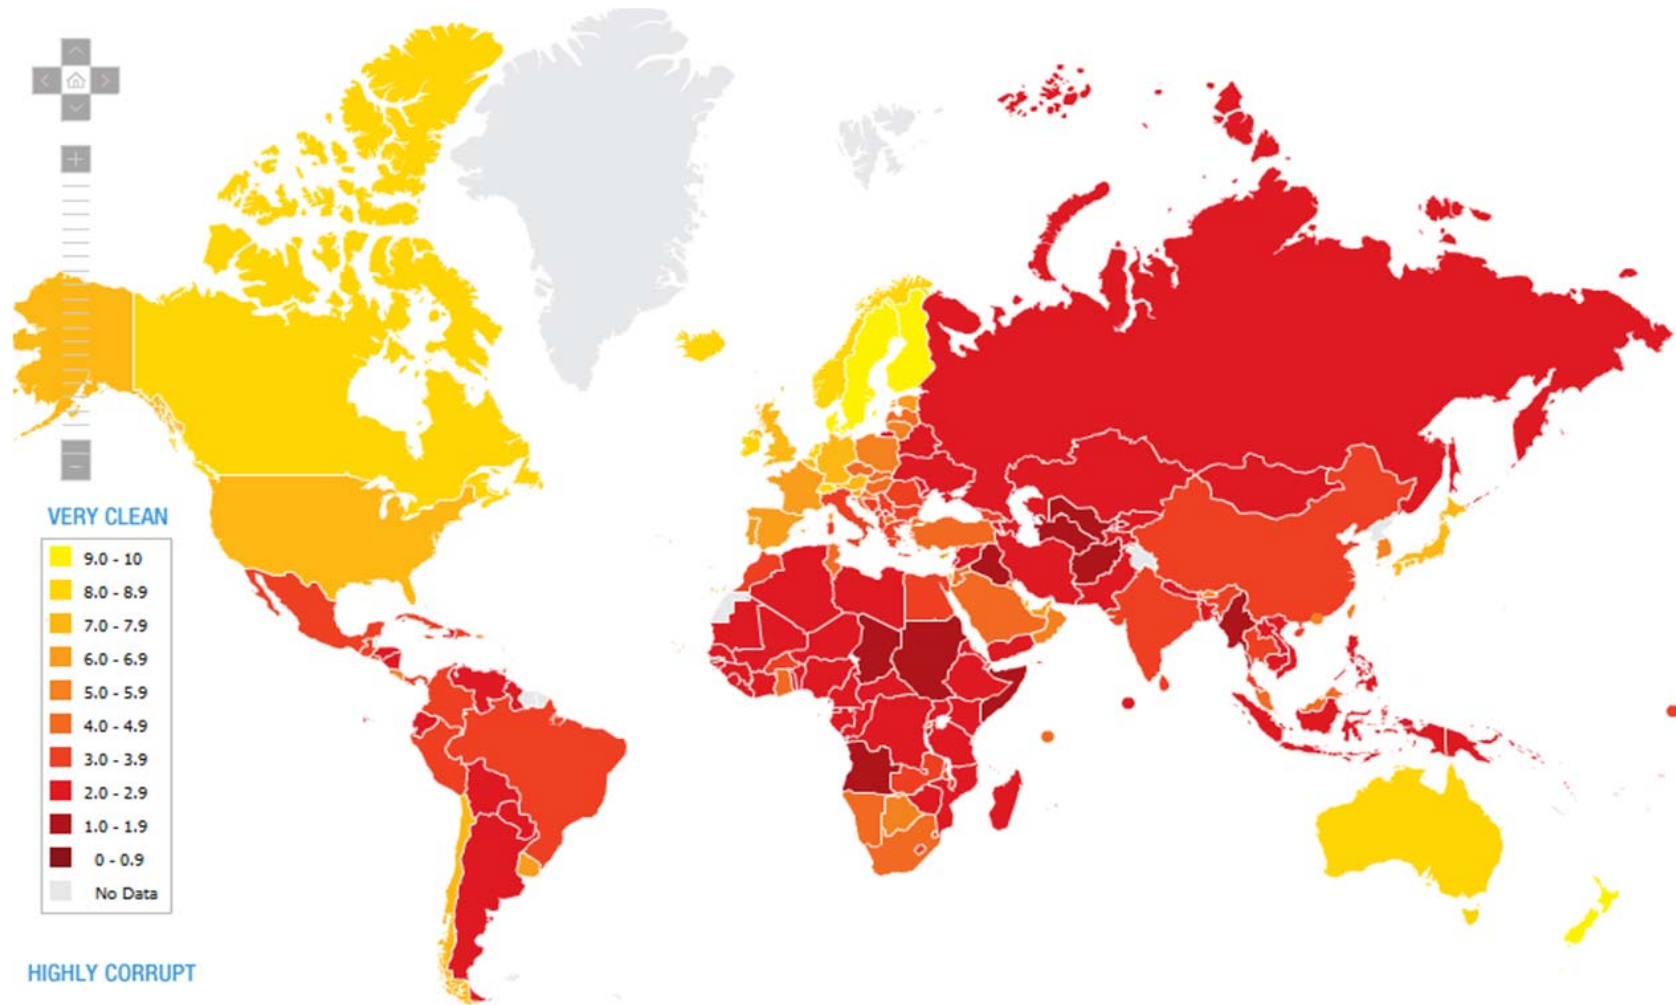 VERY CLEAN
9.0 - 10
8.0 - 8.9
7.0 - 7.9
6.0 - 6.9
5.0 - 5.9
4.0 - 4.9
3.0 - 3.9
2.0 - 2.9
1.0 - 1.9
0 - 0.9
No Data
HIGHLY CORRUPT